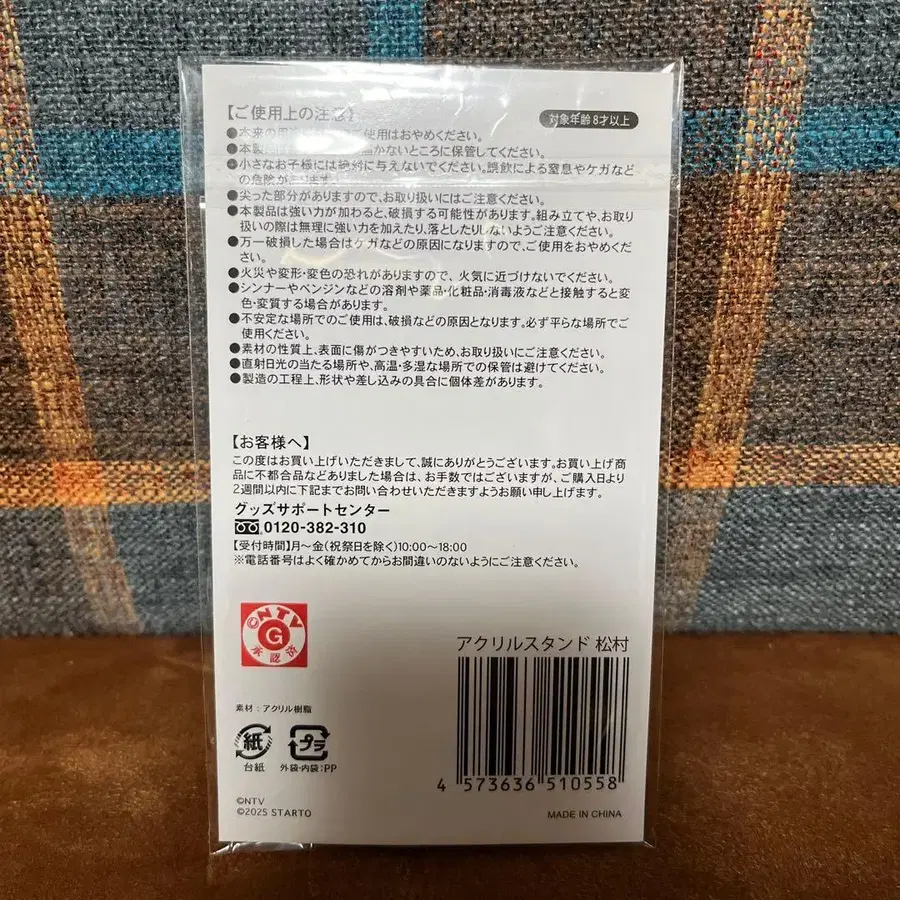 【ご使用上の注意】
対象年齢8才以上
●本来の用途以外でのご使用はおやめください。
●本製品は 届かないところに保管してください。
●小さなお子様には絶対に与えないでください。誤飲による窒息やケガなど
の危険があります。
●尖った部分がありますので、お取り扱いにはご注意ください。
●本製品は強い力が加わると、破損する可能性があります。組み立てや、お取り
扱いの際は無理に強い力を加えたり、落としたりしないようご注意ください。
●万一破損した場合はケガなどの原因になりますので、ご使用をおやめくだ
さい。
●火災や変形・変色の恐れがありますので、火気に近づけないでください。
●シンナーやベンジンなどの溶剤や薬品・化粧品・消毒液などと接触すると変
色・変質する場合があります。
●不安定な場所でのご使用は、破損などの原因となります。必ず平らな場所でご
使用ください。
●素材の性質上、表面に傷がつきやすいため、お取り扱いにご注意ください。
●直射日光の当たる場所や、高温・多湿な場所での保管は避けてください。
●製造の工程上、形状や差し込みの具合に個体差があります。
【お客様へ】
この度はお買い上げいただきまして、誠にありがとうございます。お買い上げ商
品に不都合品などありました場合は、お手数ではございますが、ご購入日より
2週間以内に下記までお問い合わせいただきますようお願い申し上げます。
グッズサポートセンター
0120-382-310
【受付時間】月～金(祝祭日を除く)10:00～18:00
※電話番号はよく確かめてからお間違いのないようにご注意ください。
©NTV
G
承認済
アクリルスタンド 松村
素材：アクリル樹脂
紙
プラ
台紙
外袋・内袋：PP
4 573636 510558
©NTV
©2025 STARTO
MADE IN CHINA